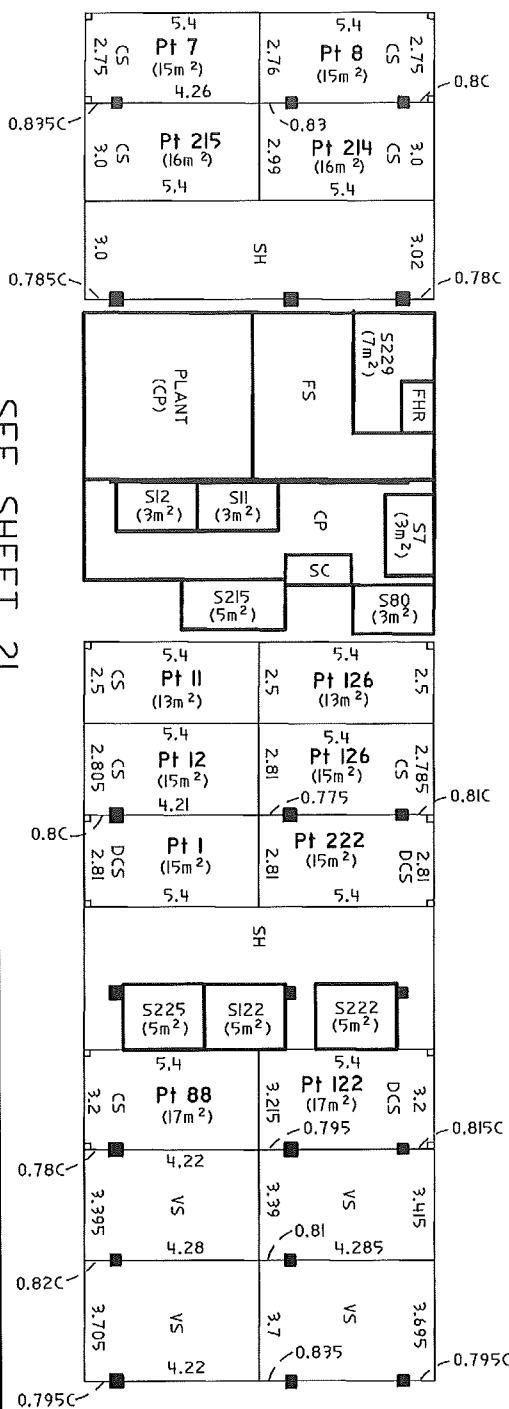 5.4 5.4
2.75 CS Pt 7 2.76 Pt 8 CS 2.75
(15m²) (15m²)
4.26 0.8C
0.835C 0.83
3.0 CS Pt 215 2.99 Pt 214 CS 3.0
(16m²) (16m²)
5.4 5.4
3.0 SH 3.02
0.785C 0.78C
PLANT (CP) FS S229 (7m²)
FHR
S12 S11 CP S7 (3m²)
(3m²) (3m²)
SC
S215 S80
(5m²) (3m²)
SEE SHEET 21
5.4 5.4
2.5 CS Pt 11 2.5 Pt 126 2.5
(13m²) (13m²)
5.4 5.4
2.805 CS Pt 12 2.81 Pt 126 CS 2.785
(15m²) (15m²)
4.21 0.775 0.81C
0.8C
2.81 DCS Pt 1 2.81 Pt 222 DCS 2.81
(15m²) (15m²)
5.4 5.4
SH
S225 S122 S222
(5m²) (5m²) (5m²)
5.4 5.4
3.2 CS Pt 88 3.215 Pt 122 DCS 3.2
(17m²) (17m²)
0.795 0.815C
0.78C 4.22
3.395 VS 3.39 VS 3.415
0.81
4.28 4.285
0.82C
3.705 VS 3.7 VS 3.695
4.22 0.835 0.795C
0.795C